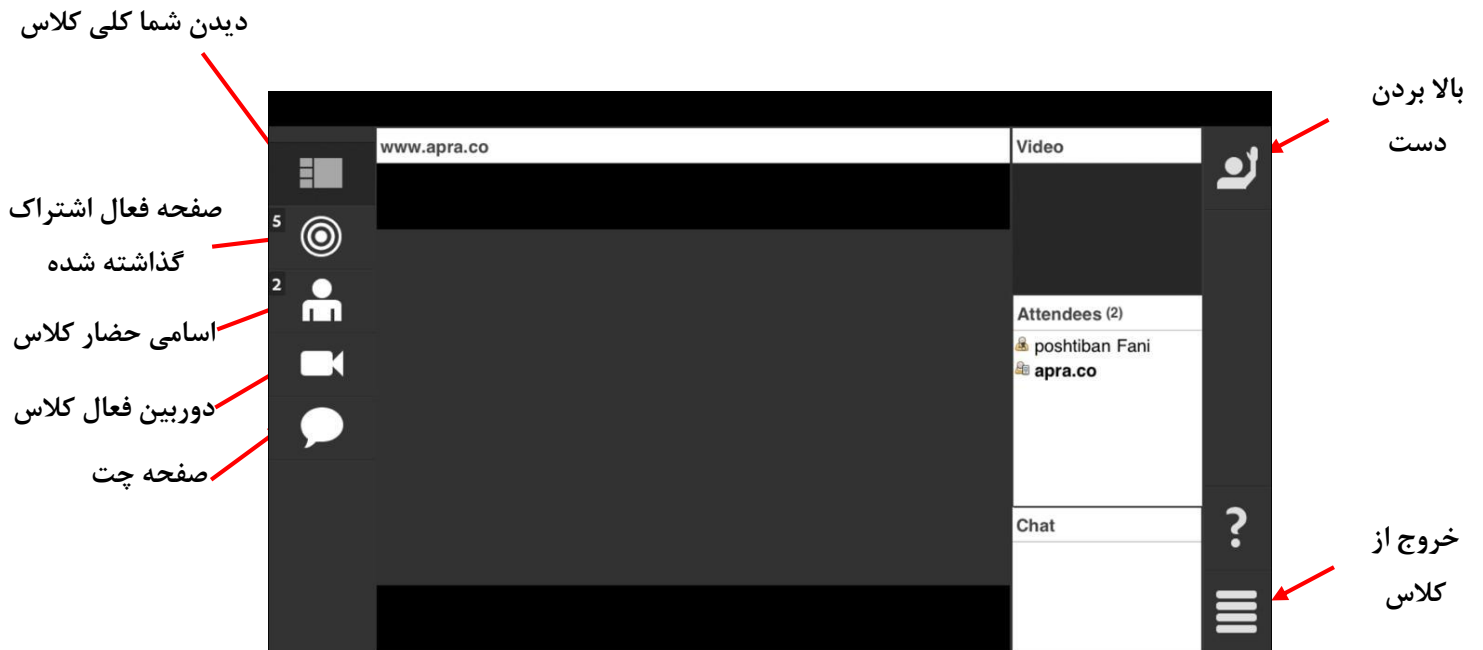 دیدن شما کلی کلاس
بالا بردن
دست
www.apra.co
Video
5
صفحه فعال اشتراک
گذاشته شده
2
اسامی حضار کلاس
Attendees (2)
poshtiban Fani
apra.co
دوربین فعال کلاس
صفحه چت
Chat
?
خروج از
کلاس